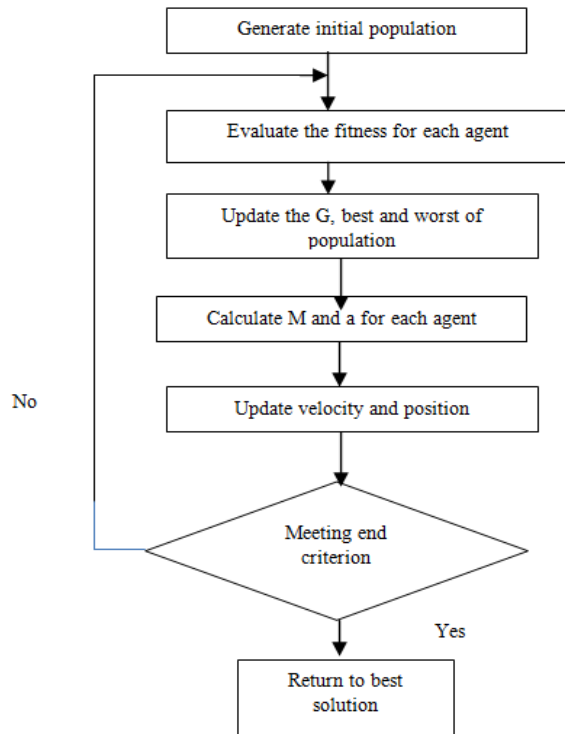 Generate initial population
Evaluate the fitness for each agent
Update the G, best and worst of
population
Calculate M and a for each agent
No
Update velocity and position
Meeting end
criterion
Yes
Return to best
solution